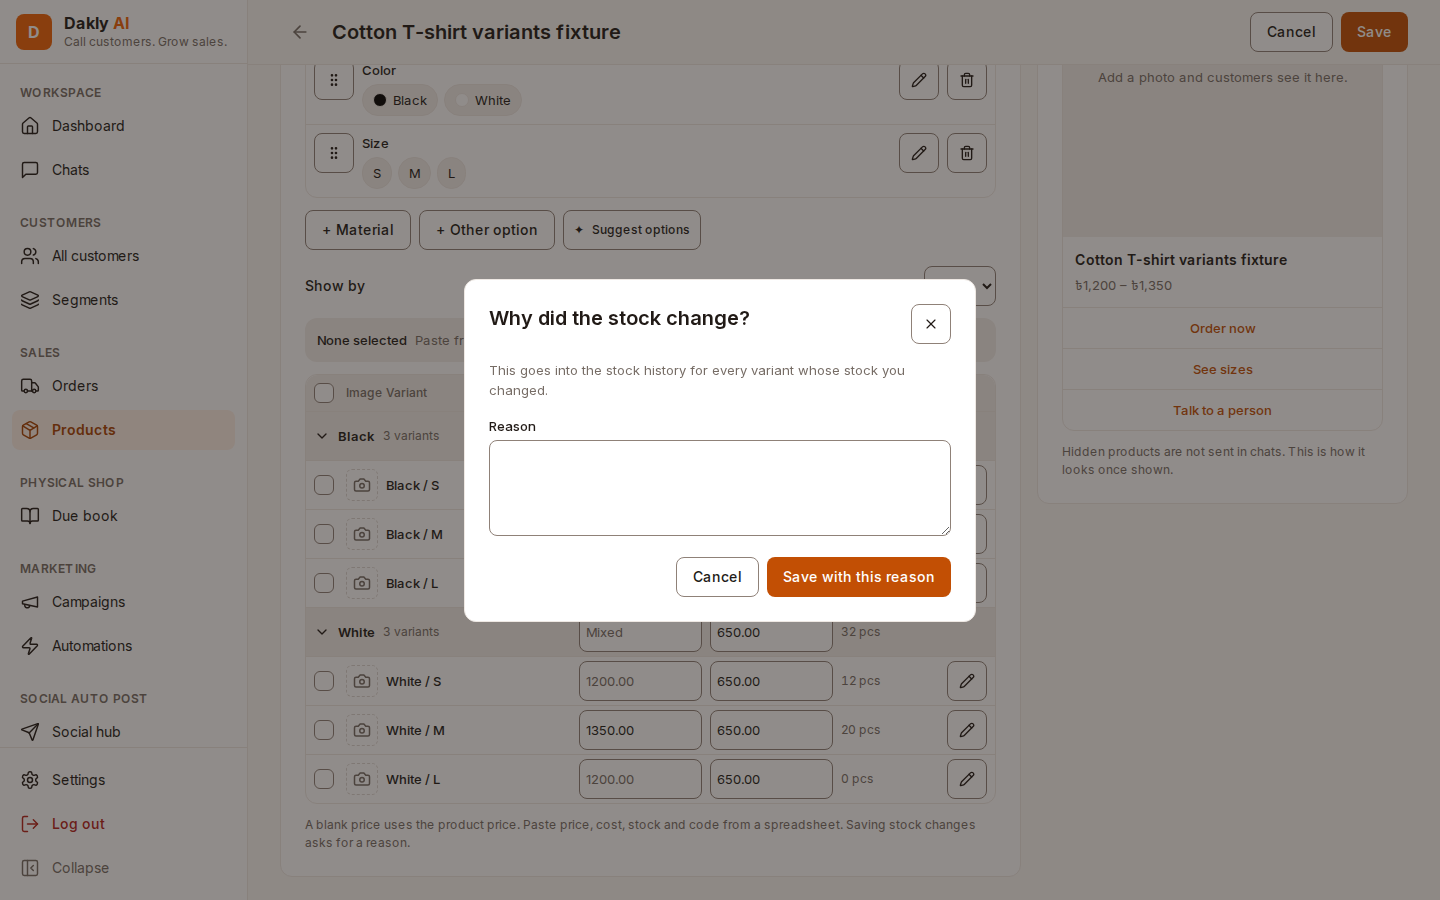 D
Dakly AI
Call customers. Grow sales.
WORKSPACE
Dashboard
Chats
CUSTOMERS
All customers
Segments
SALES
Orders
Products
PHYSICAL SHOP
Due book
MARKETING
Campaigns
Automations
SOCIAL AUTO POST
Social hub
Settings
Log out
Collapse
Cotton T-shirt variants fixture
Cancel
Save
Color
Black
White
Size
S
M
L
+ Material
+ Other option
Suggest options
Show by
None selected
Image Variant
Black 3 variants
Black / S
Black / M
Black / L
White 3 variants
Mixed
650.00
32 pcs
White / S
1200.00
650.00
12 pcs
White / M
1350.00
650.00
20 pcs
White / L
1200.00
650.00
0 pcs
A blank price uses the product price. Paste price, cost, stock and code from a spreadsheet. Saving stock changes
asks for a reason.
Why did the stock change?
This goes into the stock history for every variant whose stock you
changed.
Reason
Cancel
Save with this reason
Add a photo and customers see it here.
Cotton T-shirt variants fixture
৳1,200 – ৳1,350
Order now
See sizes
Talk to a person
Hidden products are not sent in chats. This is how it
looks once shown.